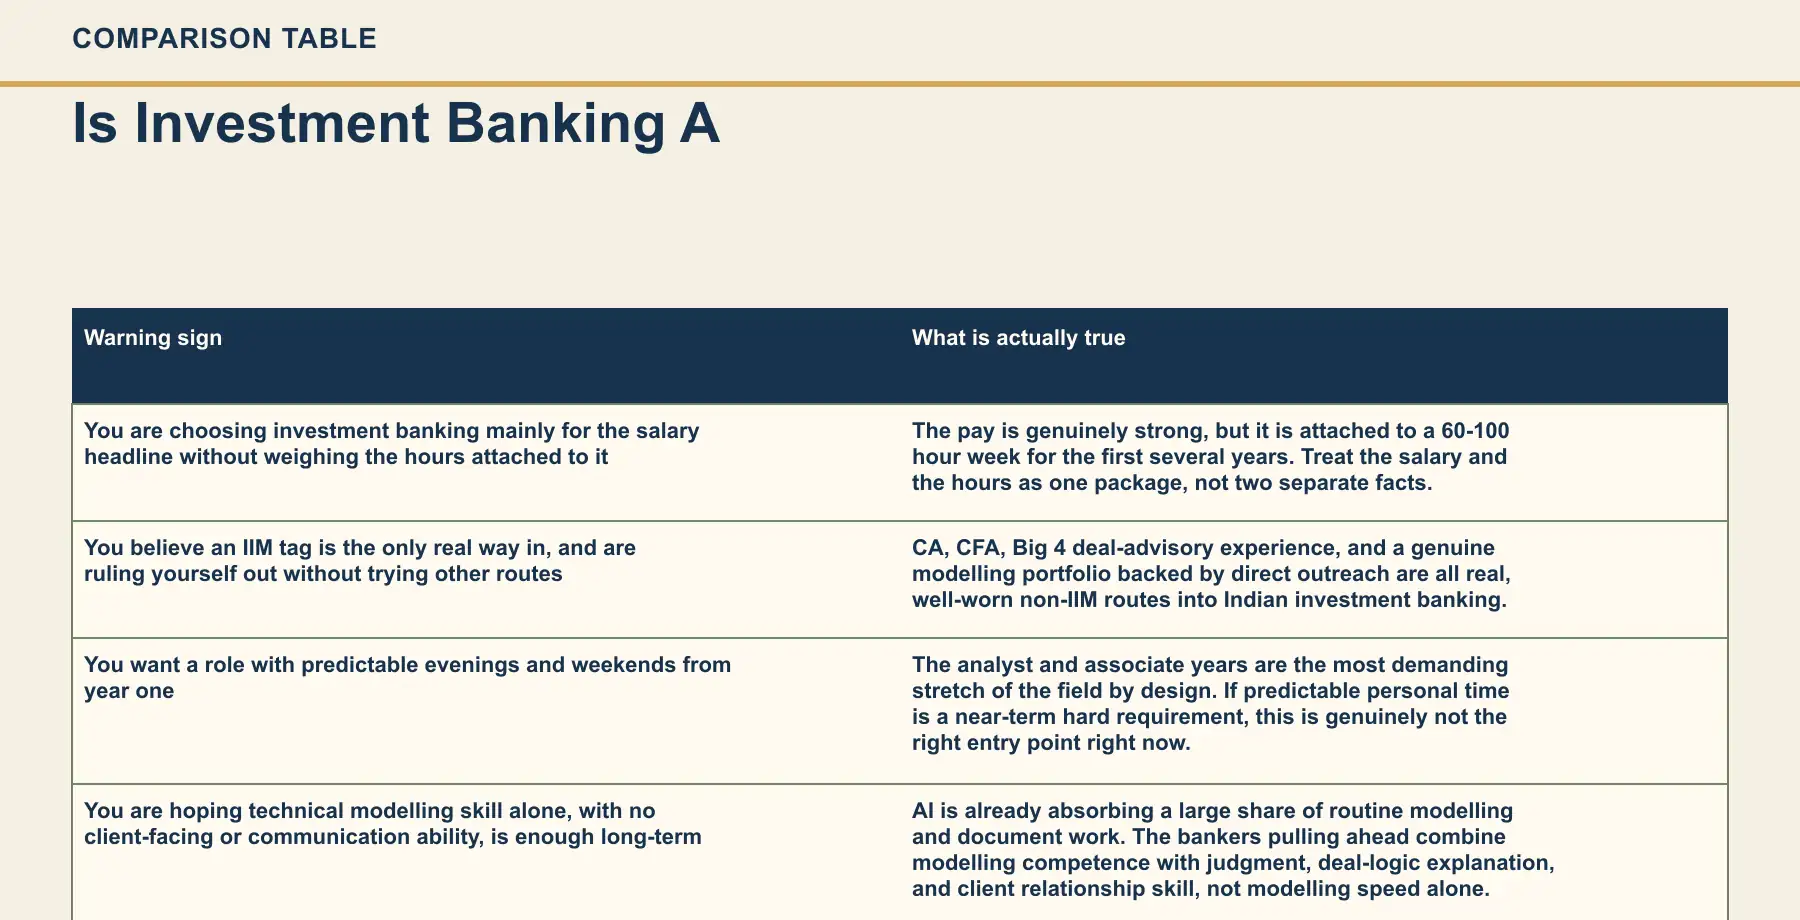 COMPARISON TABLE
Is Investment Banking A
Warning sign
What is actually true
You are choosing investment banking mainly for the salary
headline without weighing the hours attached to it
The pay is genuinely strong, but it is attached to a 60-100
hour week for the first several years. Treat the salary and
the hours as one package, not two separate facts.
You believe an IIM tag is the only real way in, and are
ruling yourself out without trying other routes
CA, CFA, Big 4 deal-advisory experience, and a genuine
modelling portfolio backed by direct outreach are all real,
well-worn non-IIM routes into Indian investment banking.
You want a role with predictable evenings and weekends from
year one
The analyst and associate years are the most demanding
stretch of the field by design. If predictable personal time
is a near-term hard requirement, this is genuinely not the
right entry point right now.
You are hoping technical modelling skill alone, with no
client-facing or communication ability, is enough long-term
AI is already absorbing a large share of routine modelling
and document work. The bankers pulling ahead combine
modelling competence with judgment, deal-logic explanation,
and client relationship skill, not modelling speed alone.